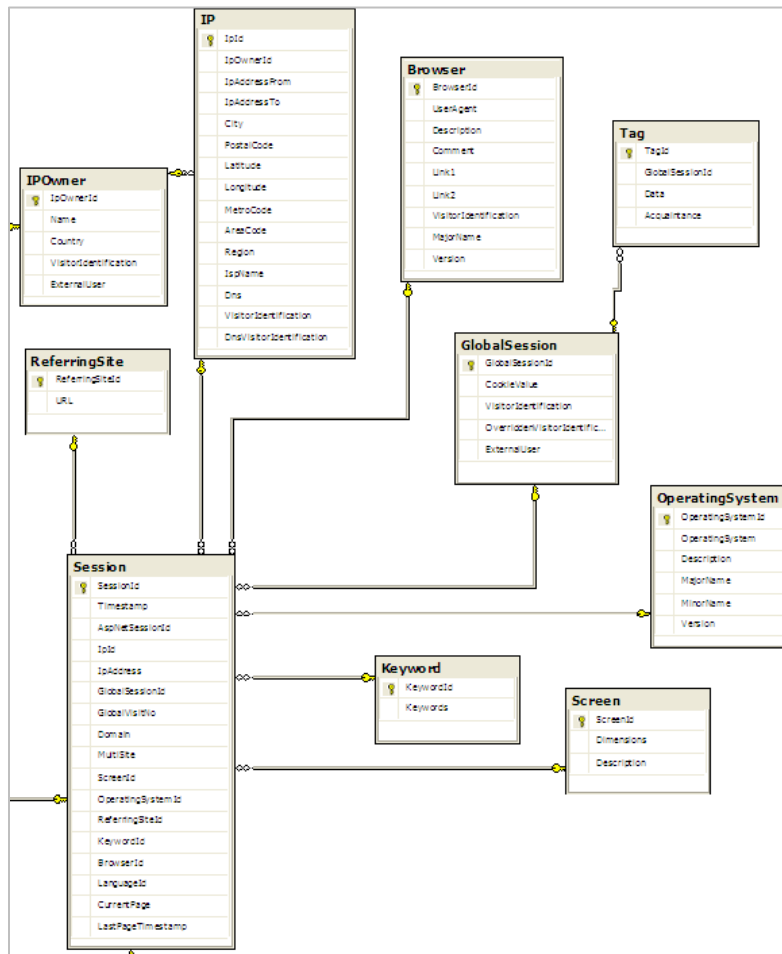 IP
IpId
IpOwnerId
IpAddressFrom
IpAddressTo
City
PostalCode
Latitude
Longitude
MetroCode
AreaCode
Region
IspName
Dns
VisitorIdentification
DnsVisitorIdentification
Browser
BrowserId
UserAgent
Description
Comment
Link1
Link2
VisitorIdentification
MajorName
Version
Tag
TagId
GlobalSessionId
Data
Acquaintance
IPOwner
IpOwnerId
Name
Country
VisitorIdentification
ExternalUser
ReferringSite
ReferringSiteId
URL
GlobalSession
GlobalSessionId
CookieValue
VisitorIdentification
OverriddenVisitorIdentific...
ExternalUser
OperatingSystem
OperatingSystemId
OperatingSystem
Description
MajorName
MinorName
Version
Session
SessionId
Timestamp
AspNetSessionId
IpId
IpAddress
GlobalSessionId
GlobalVisitNo
Domain
MultiSite
ScreenId
OperatingSystemId
ReferringSiteId
KeywordId
BrowserId
LanguageId
CurrentPage
LastPageTimestamp
Keyword
KeywordId
Keywords
Screen
ScreenId
Dimensions
Description